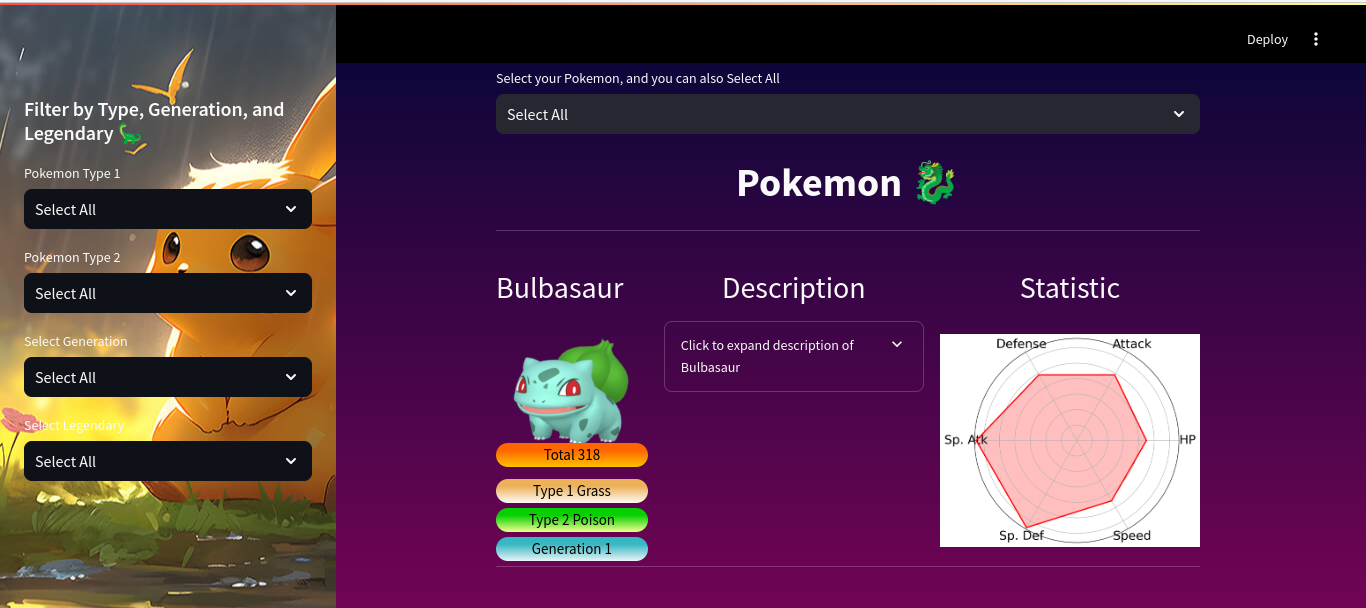 /
Filter by Type, Generation, and
Legendary
Pokemon Type 1
Select All
Pokemon Type 2
Select All
Select Generation
Select All
Select Legendary
Select All
Deploy
Select your Pokemon, and you can also Select All
Select All
Pokemon
Bulbasaur
Total 318
Type 1 Grass
Type 2 Poison
Generation 1
Description
Click to expand description of
Bulbasaur
Statistic
Defense
Attack
Sp. Atk
HP
Sp. Def
Speed